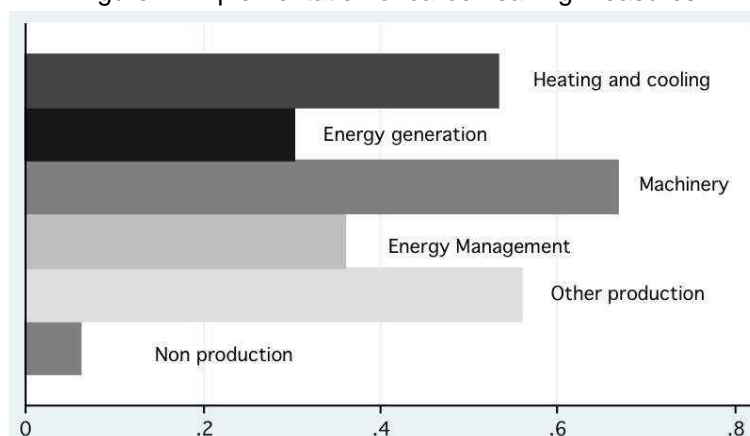 Heating and cooling
Energy generation
Machinery
Energy Management
Other production
Non production
0 .2 .4 .6 .8